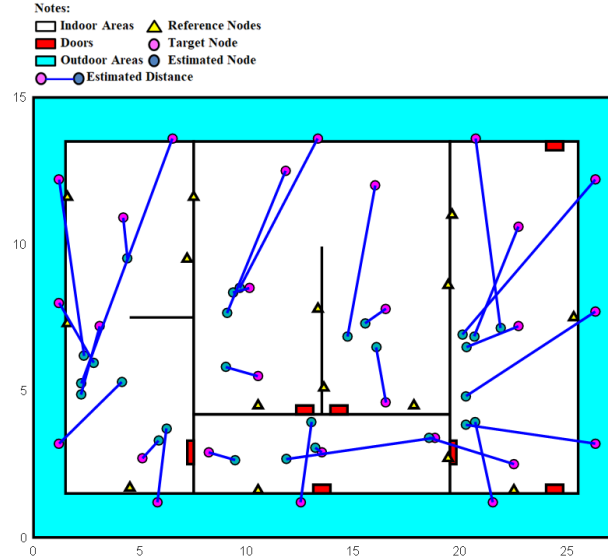 Notes:
Indoor Areas Reference Nodes
Doors Target Node
Outdoor Areas Estimated Node
Estimated Distance
15
10
5
0
0 5 10 15 20 25